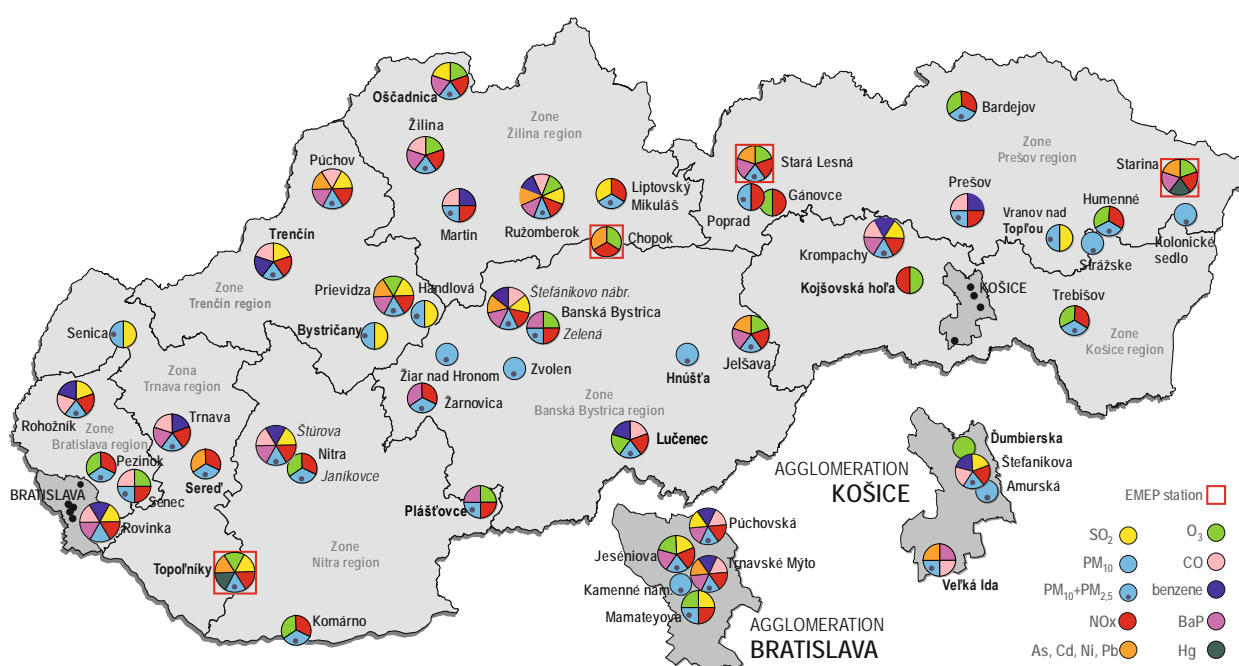 Oščadnica
Zone
Žilina region
Žilina
Bardejov
Púchov
Zone
Prešov region
Stará Lesná
Starina
Liptovský
Mikuláš
Gánovce
Prešov
Humenné
Poprad
Vranov nad
Topľou
Martin
Ružomberok
Trenčín
Chopok
Krompachy
Strážske
Kolonické
sedlo
Zone
Trenčín region
Prievidza
Handlová
Štefánikovo nábr.
Banská Bystrica
Zelená
Kojšovská hoľa
KOŠICE
Trebišov
Senica
Bystričany
Zone
Košice region
Zona
Trnava region
Žiar nad Hronom
Zvolen
Hnúšťa
Jelšava
Žarnovica
Zone
Banská Bystrica region
Rohožník
Zone
Bratislava region
Trnava
Štúrova
Nitra
Janíkovce
Lučenec
Pezinok
Sereď
Senec
BRATISLAVA
Rovinka
Plášťovce
AGGLOMERATION
KOŠICE
Ďumbierska
Štefanikova
Amurská
EMEP station
Púchovská
Jeséniova
Trnavské Mýto
Kamenné nám.
Mamateyova
Veľká Ida
Zone
Nitra region
Topoľníky
Komárno
AGGLOMERATION
BRATISLAVA
SO2
O3
PM10
CO
PM10+PM2,5
benzene
NOx
BaP
As, Cd, Ni, Pb
Hg